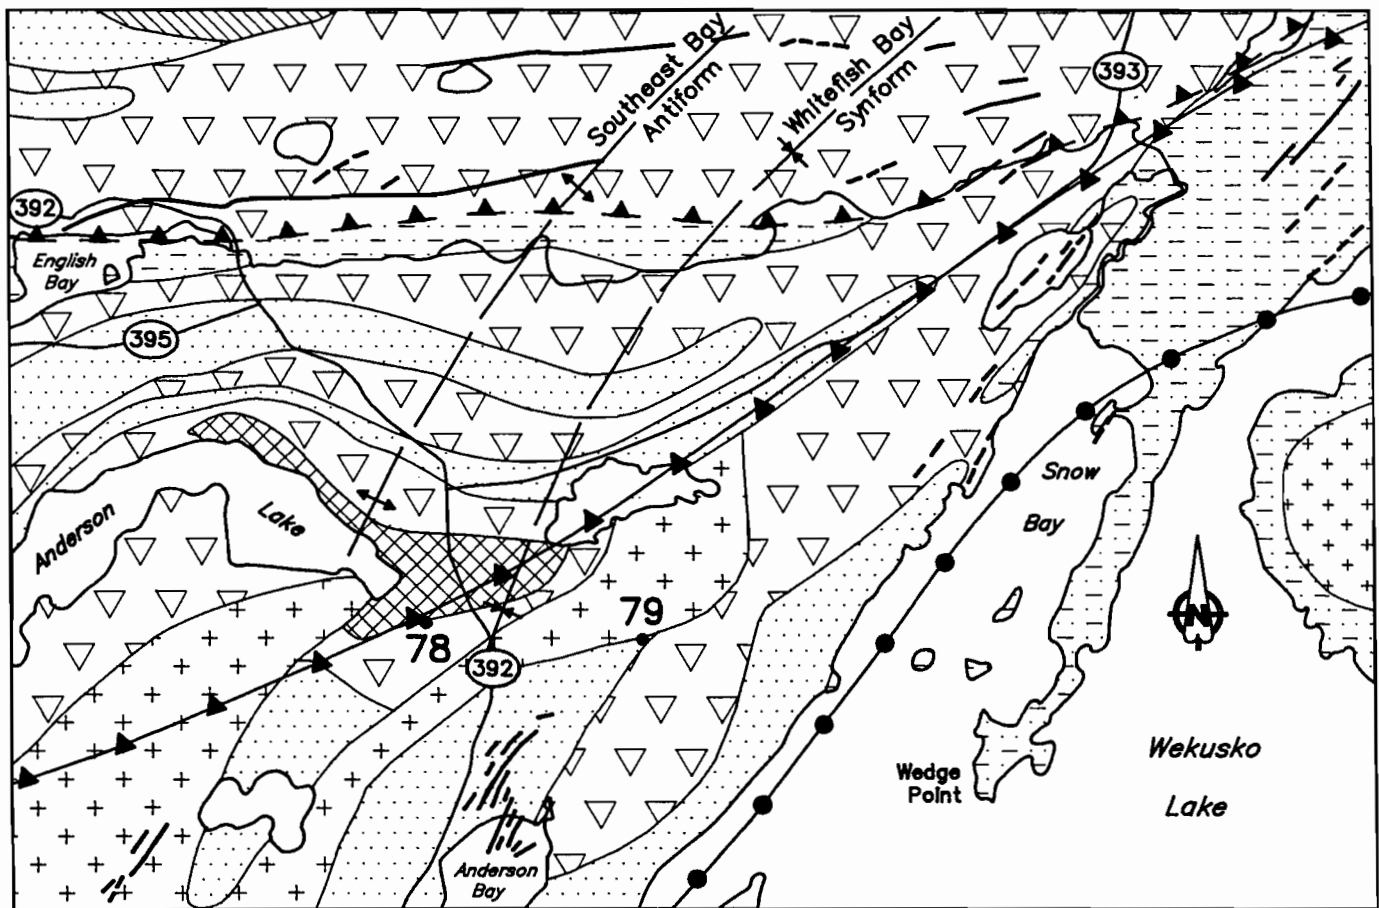 Southeast Bay
Antiform
Whitefish Bay
Synform
393
392
English
Bay
395
Anderson
Lake
Snow
Bay
78
79
392
N
Wedge
Point
Wekusko
Lake
Anderson
Bay